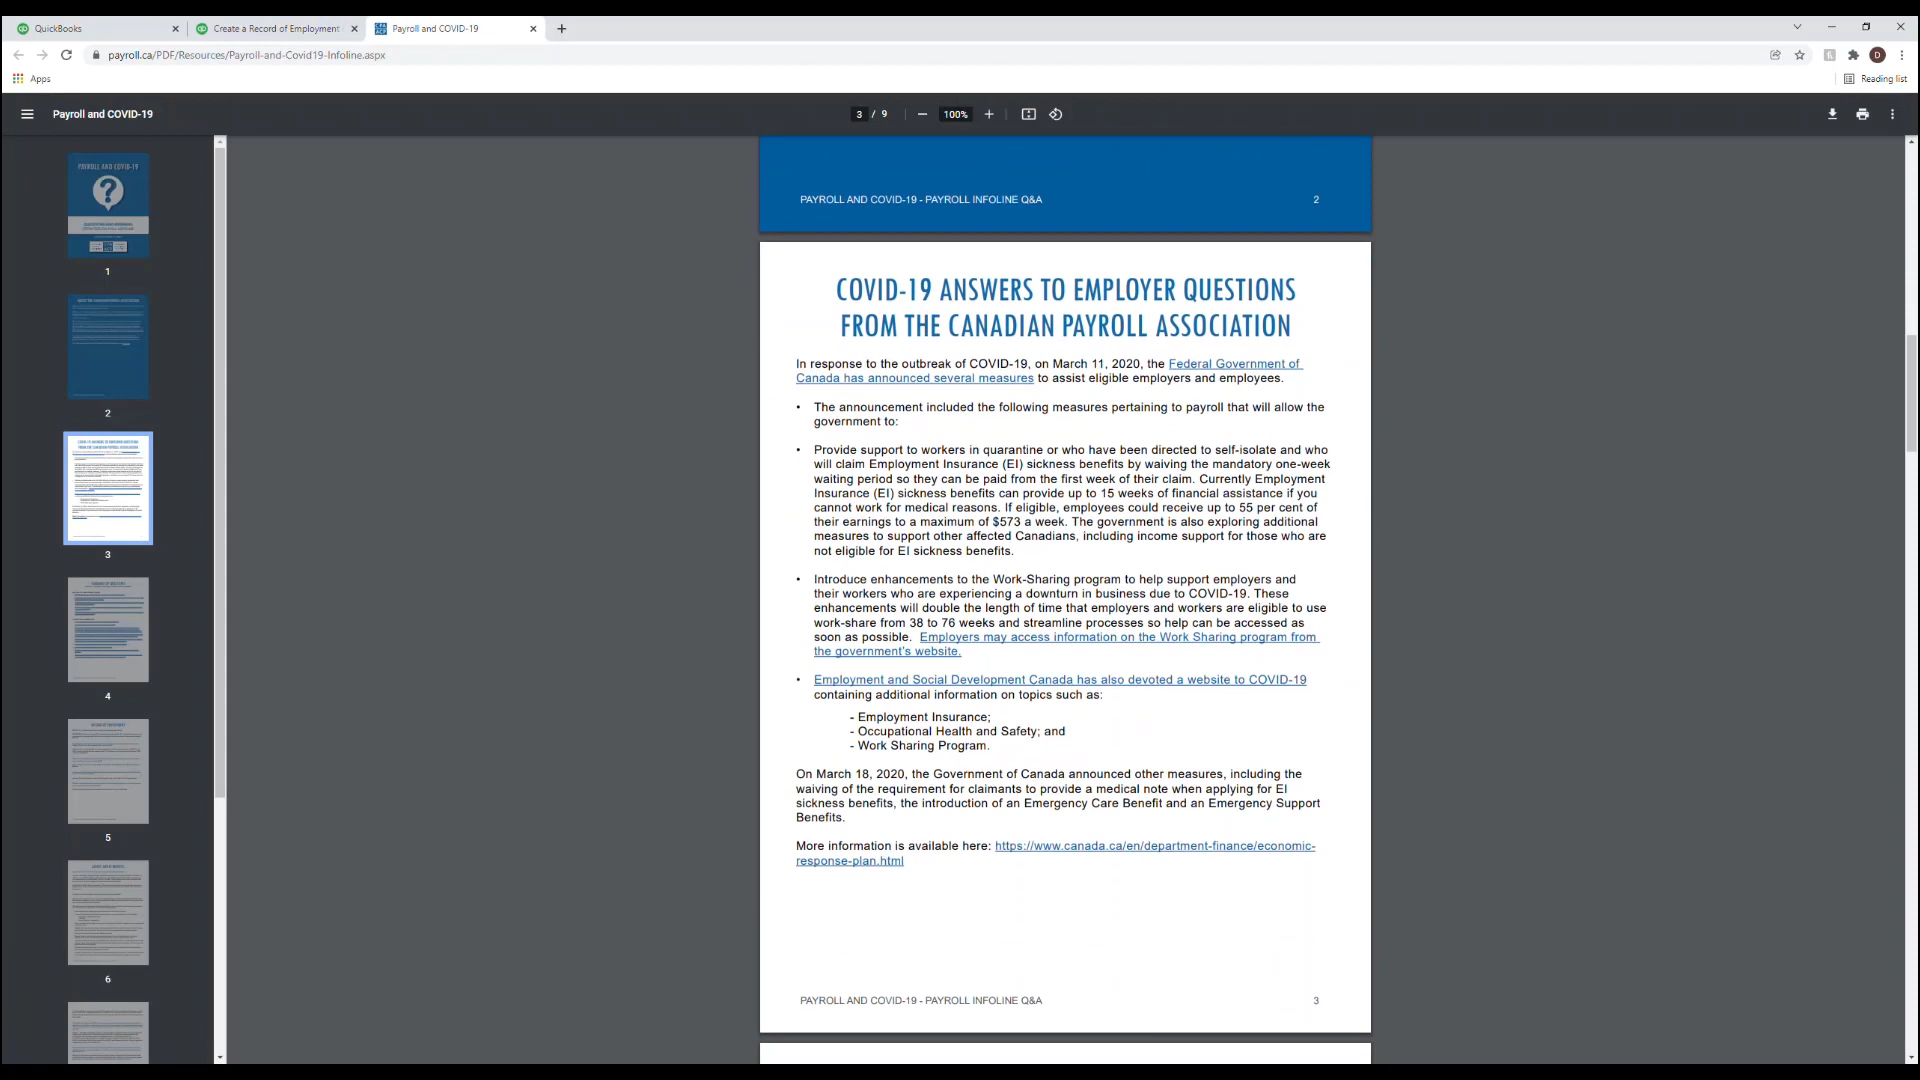 QuickBooks
Create a Record of Employment
Payroll and COVID-19
payroll.ca/PDF/Resources/Payroll-and-Covid19-Infoline.aspx
D
Apps
Reading list
Payroll and COVID-19
3 / 9
100%
PAYROLL AND COVID-19
1
2
3
4
5
6
PAYROLL AND COVID-19 - PAYROLL INFOLINE Q&A 2
COVID-19 ANSWERS TO EMPLOYER QUESTIONS
FROM THE CANADIAN PAYROLL ASSOCIATION
In response to the outbreak of COVID-19, on March 11, 2020, the Federal Government of
Canada has announced several measures to assist eligible employers and employees.
• The announcement included the following measures pertaining to payroll that will allow the
government to:
• Provide support to workers in quarantine or who have been directed to self-isolate and who
will claim Employment Insurance (EI) sickness benefits by waiving the mandatory one-week
waiting period so they can be paid from the first week of their claim. Currently Employment
Insurance (EI) sickness benefits can provide up to 15 weeks of financial assistance if you
cannot work for medical reasons. If eligible, employees could receive up to 55 per cent of
their earnings to a maximum of $573 a week. The government is also exploring additional
measures to support other affected Canadians, including income support for those who are
not eligible for EI sickness benefits.
• Introduce enhancements to the Work-Sharing program to help support employers and
their workers who are experiencing a downturn in business due to COVID-19. These
enhancements will double the length of time that employers and workers are eligible to use
work-share from 38 to 76 weeks and streamline processes so help can be accessed as
soon as possible. Employers may access information on the Work Sharing program from
the government's website.
• Employment and Social Development Canada has also devoted a website to COVID-19
containing additional information on topics such as:
- Employment Insurance;
- Occupational Health and Safety; and
- Work Sharing Program.
On March 18, 2020, the Government of Canada announced other measures, including the
waiving of the requirement for claimants to provide a medical note when applying for EI
sickness benefits, the introduction of an Emergency Care Benefit and an Emergency Support
Benefits.
More information is available here: https://www.canada.ca/en/department-finance/economic-
response-plan.html
PAYROLL AND COVID-19 - PAYROLL INFOLINE Q&A 3